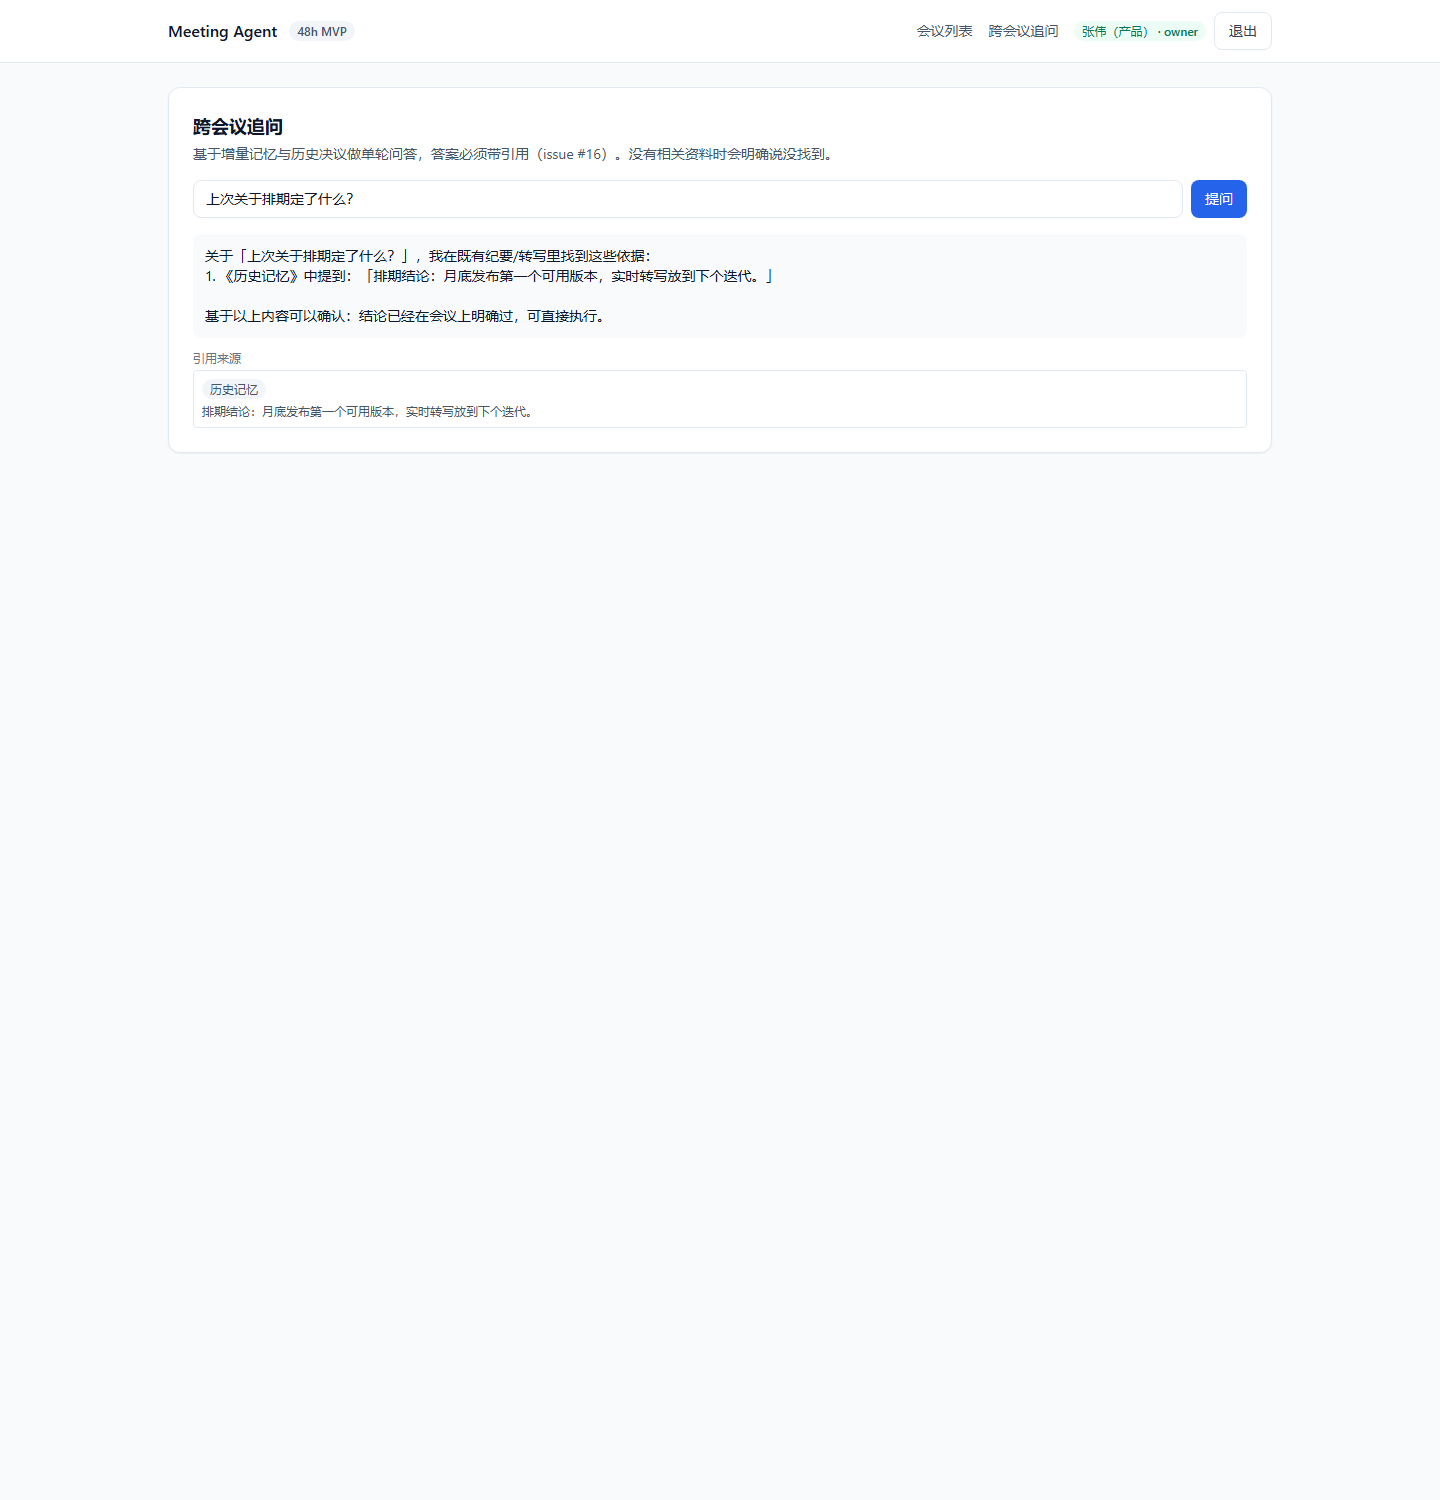 Meeting Agent 48h MVP 会议列表 跨会议追问 张伟（产品） · owner 退出
跨会议追问
基于增量记忆与历史决议做单轮问答，答案必须带引用（issue #16）。没有相关资料时会明确说没找到。
上次关于排期定了什么？ 提问
关于「上次关于排期定了什么？」，我在既有纪要/转写里找到这些依据：
1. 《历史记忆》中提到：「排期结论：月底发布第一个可用版本，实时转写放到下个迭代。」
基于以上内容可以确认：结论已经在会议上明确过，可直接执行。
引用来源
历史记忆
排期结论：月底发布第一个可用版本，实时转写放到下个迭代。